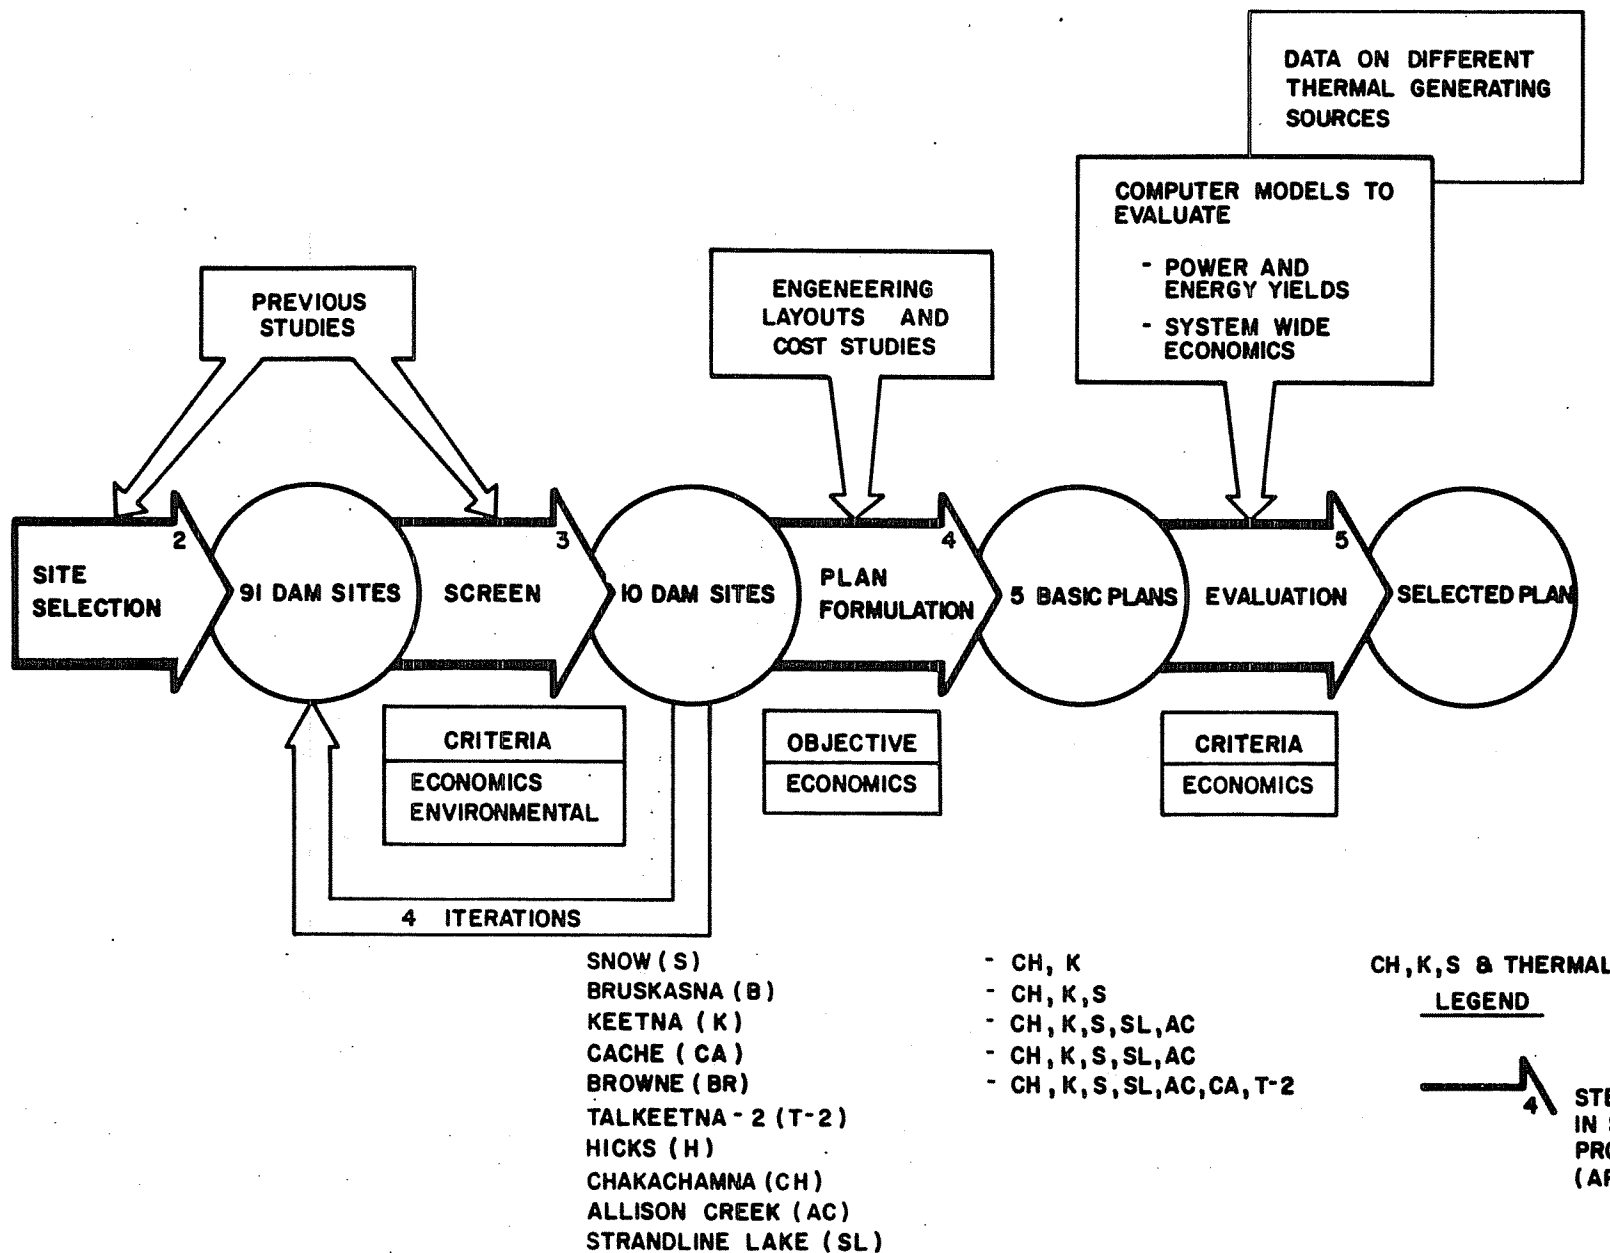 DATA ON DIFFERENT
THERMAL GENERATING
SOURCES
COMPUTER MODELS TO
EVALUATE
- POWER AND
ENERGY YIELDS
- SYSTEM WIDE
ECONOMICS
PREVIOUS
STUDIES
ENGENEERING
LAYOUTS AND
COST STUDIES
2
SITE
SELECTION
91 DAM SITES
3
SCREEN
10 DAM SITES
4
PLAN
FORMULATION
5 BASIC PLANS
5
EVALUATION
SELECTED PLAN
CRITERIA
ECONOMICS
ENVIRONMENTAL
OBJECTIVE
ECONOMICS
CRITERIA
ECONOMICS
4 ITERATIONS
SNOW (S)
BRUSKASNA (B)
KEETNA (K)
CACHE (CA)
BROWNE (BR)
TALKEETNA - 2 (T-2)
HICKS (H)
CHAKACHAMNA (CH)
ALLISON CREEK (AC)
STRANDLINE LAKE (SL)
- CH, K
- CH, K, S
- CH, K, S, SL, AC
- CH, K, S, SL, AC
- CH, K, S, SL, AC, CA, T-2
CH, K, S & THERMAL
LEGEND
4
IN